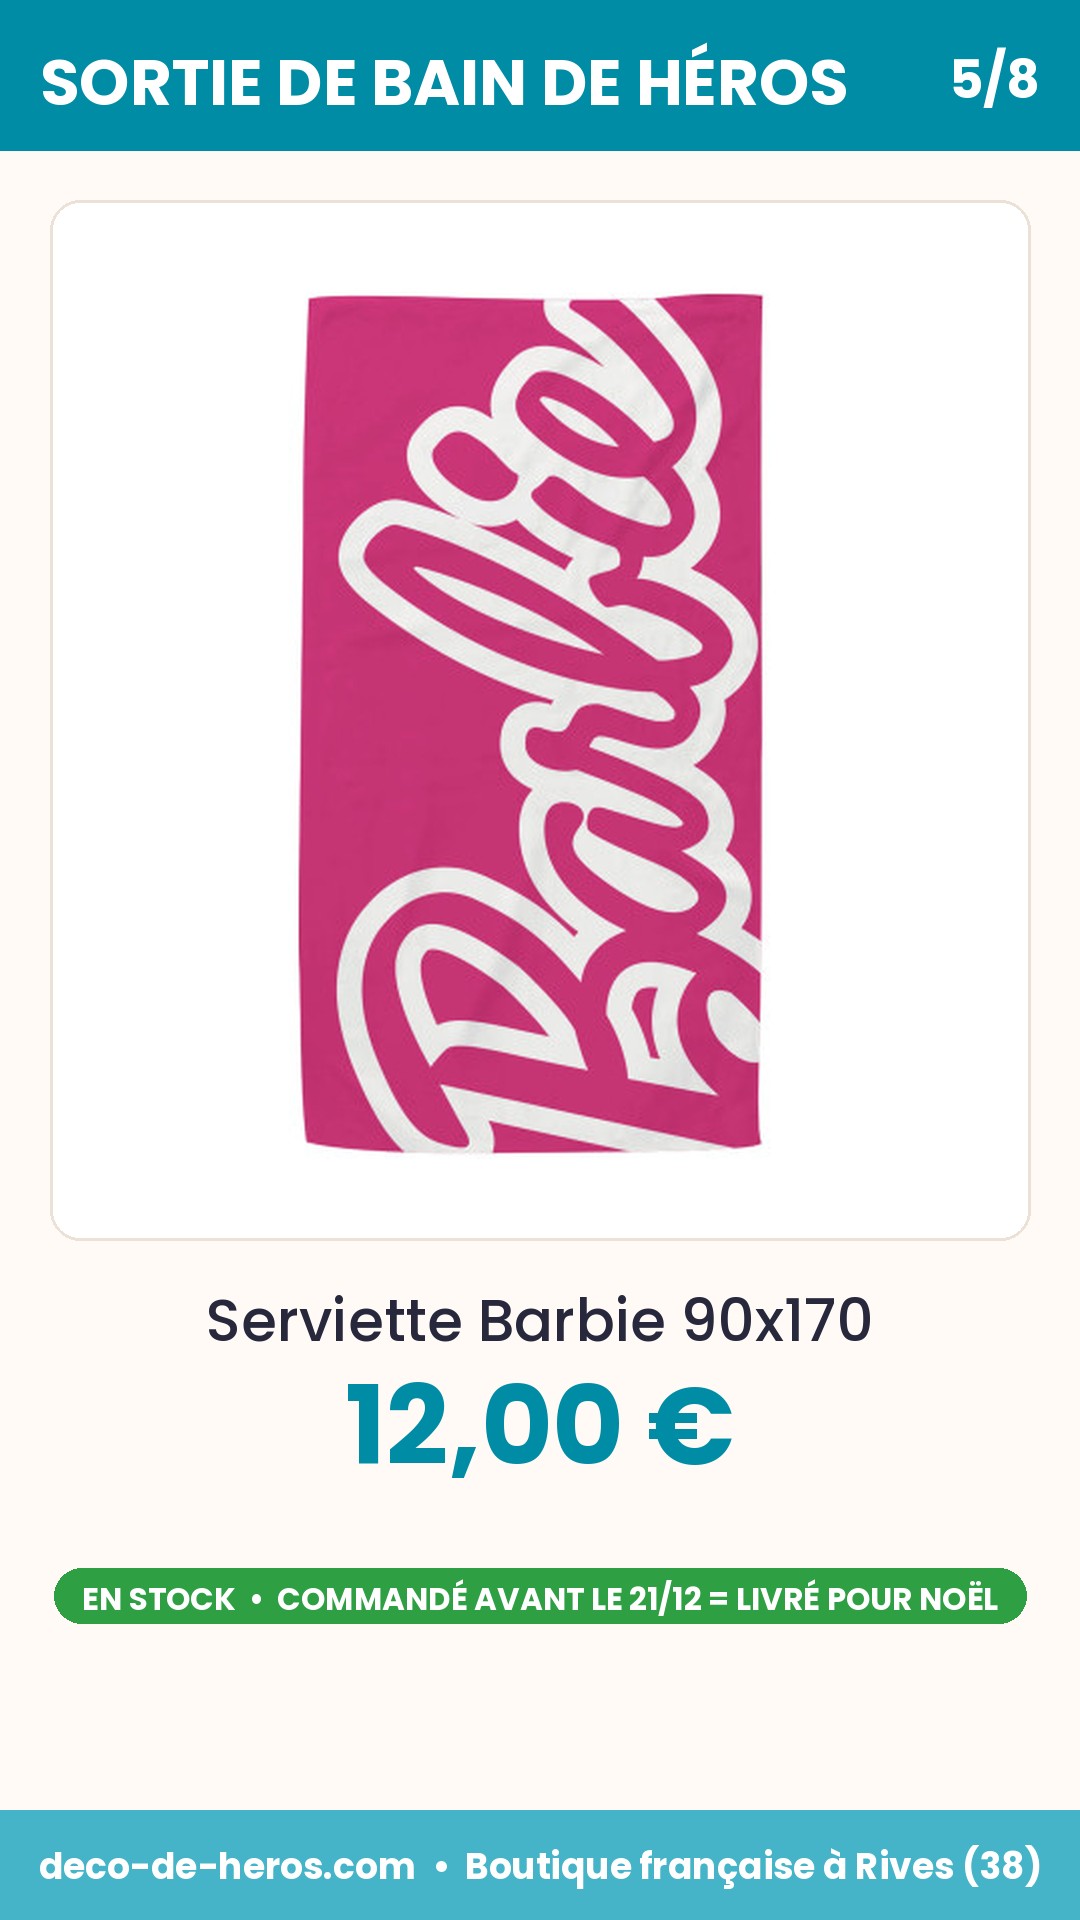 SORTIE DE BAIN DE HÉROS
5/8
Barbie
Serviette Barbie 90x170
12,00 €
EN STOCK • COMMANDÉ AVANT LE 21/12 = LIVRÉ POUR NOËL
deco-de-heros.com • Boutique française à Rives (38)